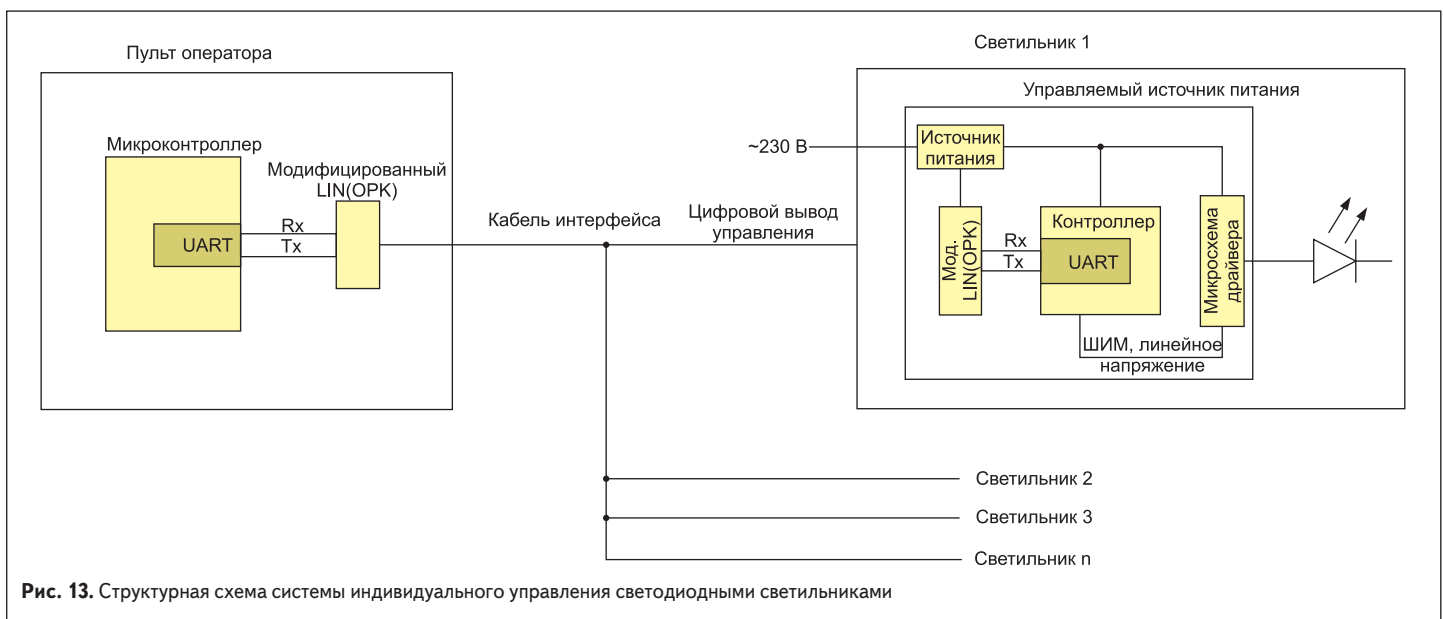 Пульт оператора
Микроконтроллер
Модифицированный
LIN(ОРК)
UART
Rx
Tx
Кабель интерфейса
Цифровой вывод
управления
Светильник 1
Управляемый источник питания
~230 В
Источник
питания
Мод.
LIN(ОРК)
Rx
Tx
Контроллер
UART
Микросхема
драйвера
ШИМ, линейное
напряжение
Светильник 2
Светильник 3
Светильник n
Рис. 13. Структурная схема системы индивидуального управления светодиодными светильниками